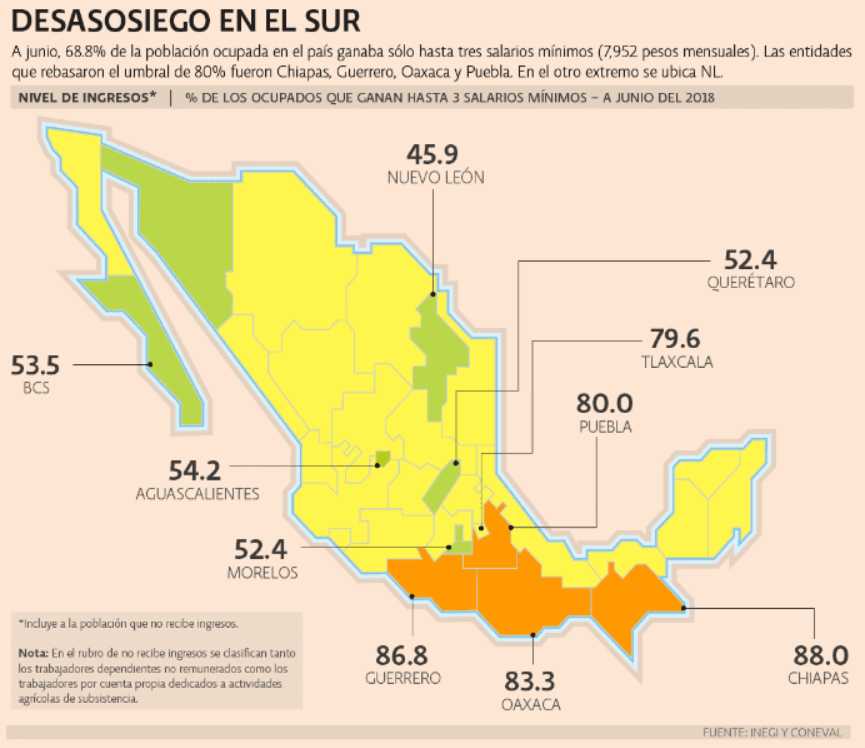 DESASOSIEGO EN EL SUR
A junio, 68.8% de la población ocupada en el país ganaba sólo hasta tres salarios mínimos (7,952 pesos mensuales). Las entidades
que rebasaron el umbral de 80% fueron Chiapas, Guerrero, Oaxaca y Puebla. En el otro extremo se ubica NL.
NIVEL DE INGRESOS* | % DE LOS OCUPADOS QUE GANAN HASTA 3 SALARIOS MÍNIMOS – A JUNIO DEL 2018
45.9
NUEVO LEÓN
52.4
QUERÉTARO
79.6
TLAXCALA
53.5
BCS
80.0
PUEBLA
54.2
AGUASCALIENTES
52.4
MORELOS
*Incluye a la población que no recibe ingresos.
Nota: En el rubro de no recibe ingresos se clasifican tanto
los trabajadores dependientes no remunerados como los
trabajadores por cuenta propia dedicados a actividades
agrícolas de subsistencia.
86.8
GUERRERO
83.3
OAXACA
88.0
CHIAPAS
FUENTE: INEGI Y CONEVAL